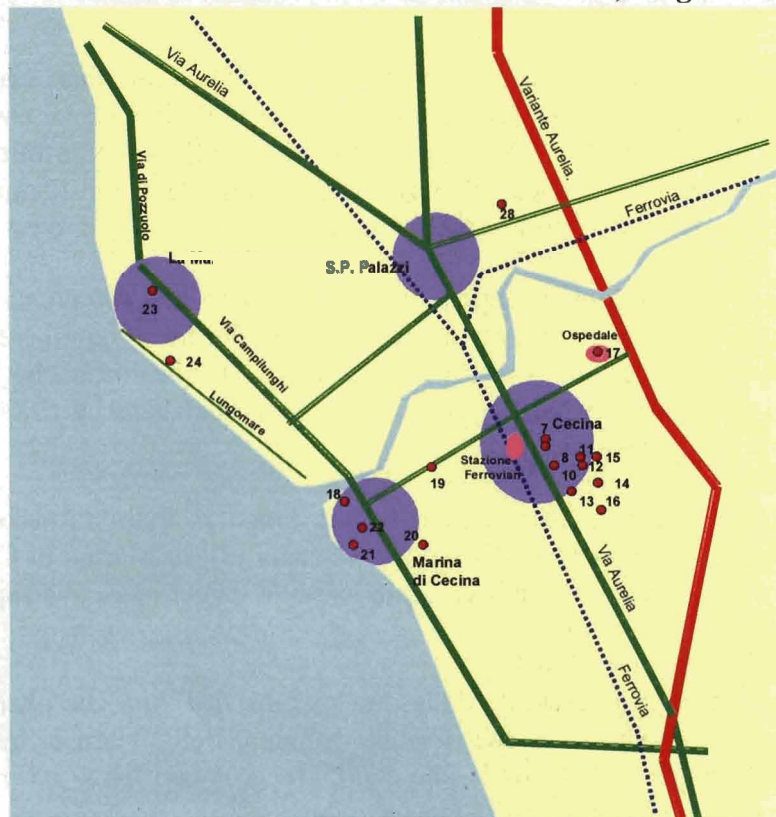 Via Aurelia
Variante Aurelia.
Via di Pozzuolo
28
Ferrovia
La
S.P. Palazzi
23
Ospedale
17
24
Via Campilunghi
Lungomare
7
Cecina
8
11
15
Stazione
Ferroviari
19
12
10
14
18
13
16
22
21
20
Marina
di Cecina
Via Aurelia
Ferrovia